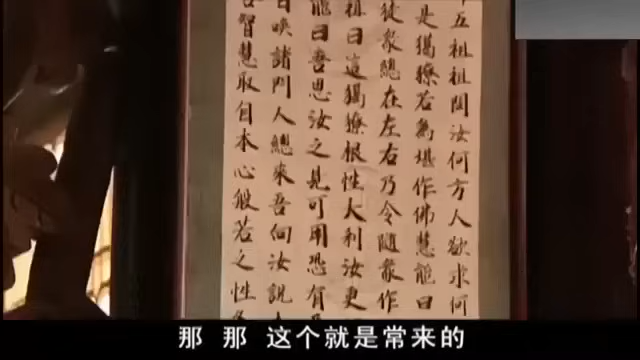 五祖祖問汝何方人欲求何
是獦獠若為堪作佛慧能曰
徒衆總在左右乃令隨衆作
祖曰這獦獠根性大利汝更
能曰吾思汝之見可用恐有
日喚諸門人總來吾向汝說
智慧取自本心般若之性
那 那 这个就是常来的